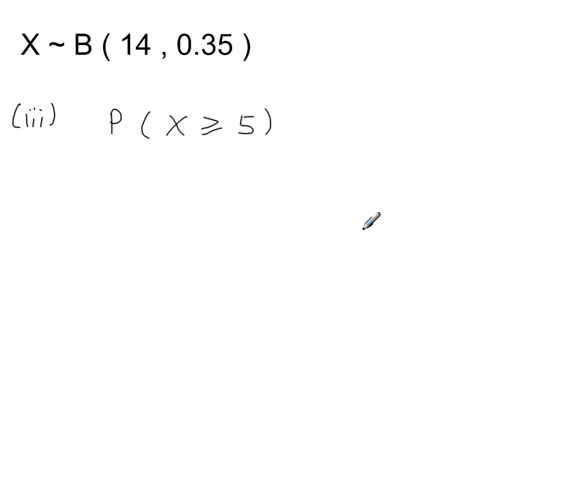 X ~ B ( 14 , 0.35 )
(iii) P ( X ⩾ 5 )